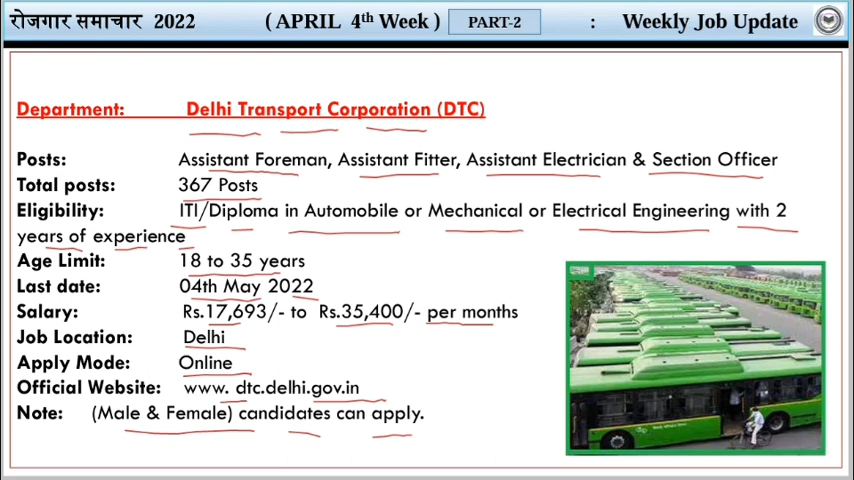 रोजगार समाचार 2022 (APRIL 4th Week) PART-2 : Weekly Job Update
Department: Delhi Transport Corporation (DTC)
Posts: Assistant Foreman, Assistant Fitter, Assistant Electrician & Section Officer
Total posts: 367 Posts
Eligibility: ITI/Diploma in Automobile or Mechanical or Electrical Engineering with 2
years of experience
Age Limit: 18 to 35 years
Last date: 04th May 2022
Salary: Rs.17,693/- to Rs.35,400/- per months
Job Location: Delhi
Apply Mode: Online
Official Website: www. dtc.delhi.gov.in
Note: (Male & Female) candidates can apply.